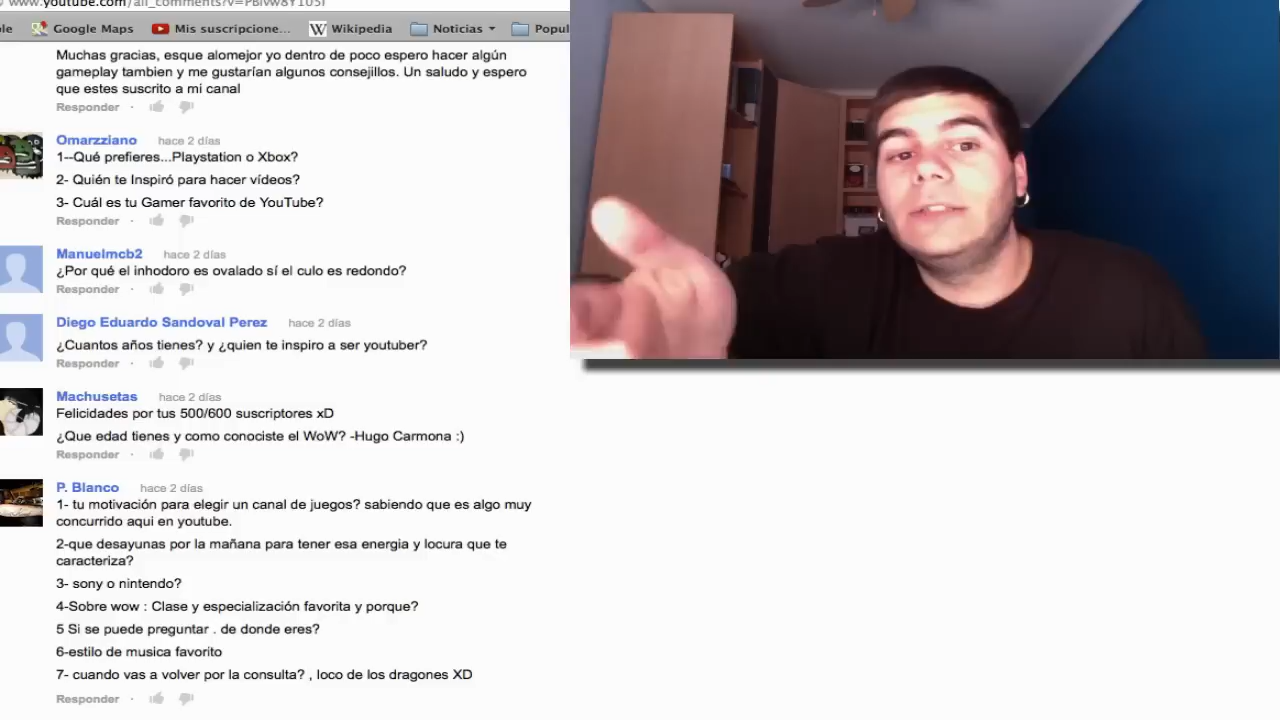 www.youtube.com/all_comments?v=PBivw8Y1u5I
Google Maps
Mis suscripcione...
Wikipedia
Noticias
Popul
Muchas gracias, esque alomejor yo dentro de poco espero hacer algún
gameplay tambien y me gustarían algunos consejillos. Un saludo y espero
que estes suscrito a mi canal
Responder ·
Omarzziano hace 2 días
1--Qué prefieres...Playstation o Xbox?
2- Quién te Inspiró para hacer vídeos?
3- Cuál es tu Gamer favorito de YouTube?
Responder ·
Manuelmcb2 hace 2 días
¿Por qué el inhodoro es ovalado sí el culo es redondo?
Responder ·
Diego Eduardo Sandoval Perez hace 2 días
¿Cuantos años tienes? y ¿quien te inspiro a ser youtuber?
Responder ·
Machusetas hace 2 días
Felicidades por tus 500/600 suscriptores xD
¿Que edad tienes y como conociste el WoW? -Hugo Carmona :)
Responder ·
P. Blanco hace 2 días
1- tu motivación para elegir un canal de juegos? sabiendo que es algo muy
concurrido aqui en youtube.
2-que desayunas por la mañana para tener esa energia y locura que te
caracteriza?
3- sony o nintendo?
4-Sobre wow : Clase y especialización favorita y porque?
5 Si se puede preguntar . de donde eres?
6-estilo de musica favorito
7- cuando vas a volver por la consulta? , loco de los dragones XD
Responder ·